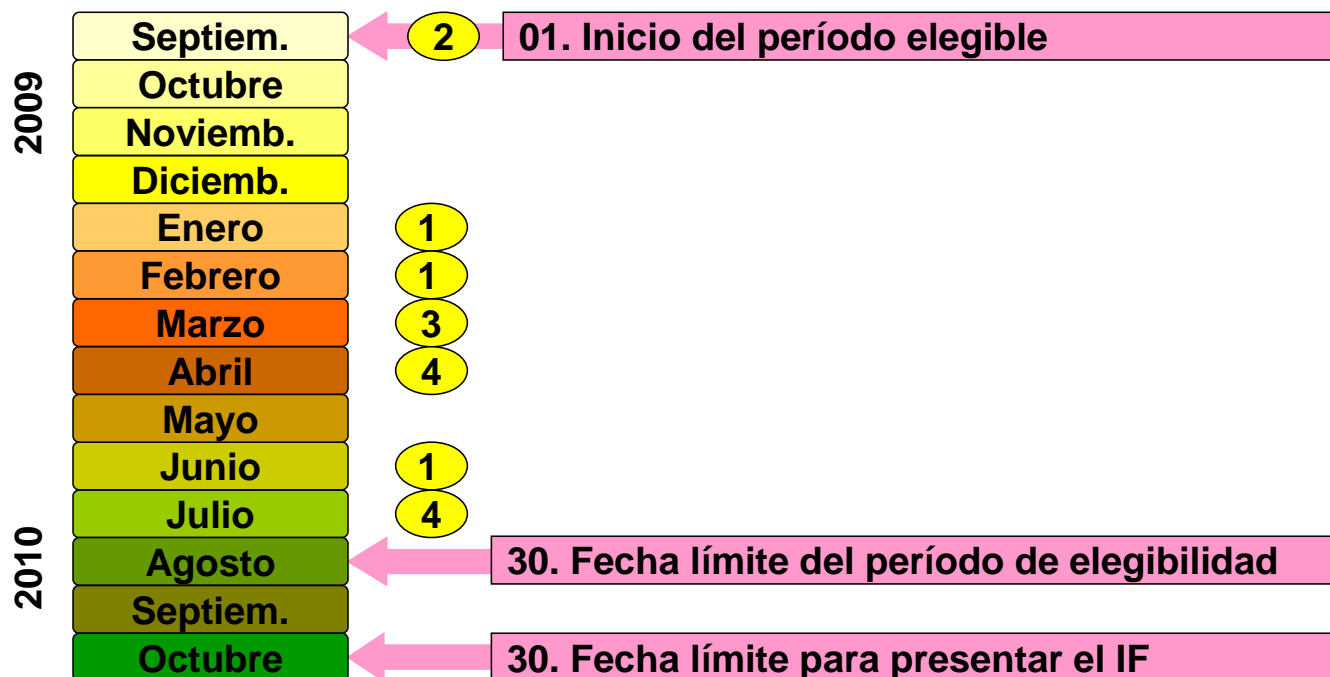 2009
Septiem. 2 01. Inicio del período elegible
Octubre
Noviemb.
Diciemb.
Enero 1
Febrero 1
Marzo 3
Abril 4
Mayo
Junio 1
Julio 4
2010
Agosto 30. Fecha límite del período de elegibilidad
Septiem.
Octubre 30. Fecha límite para presentar el IF